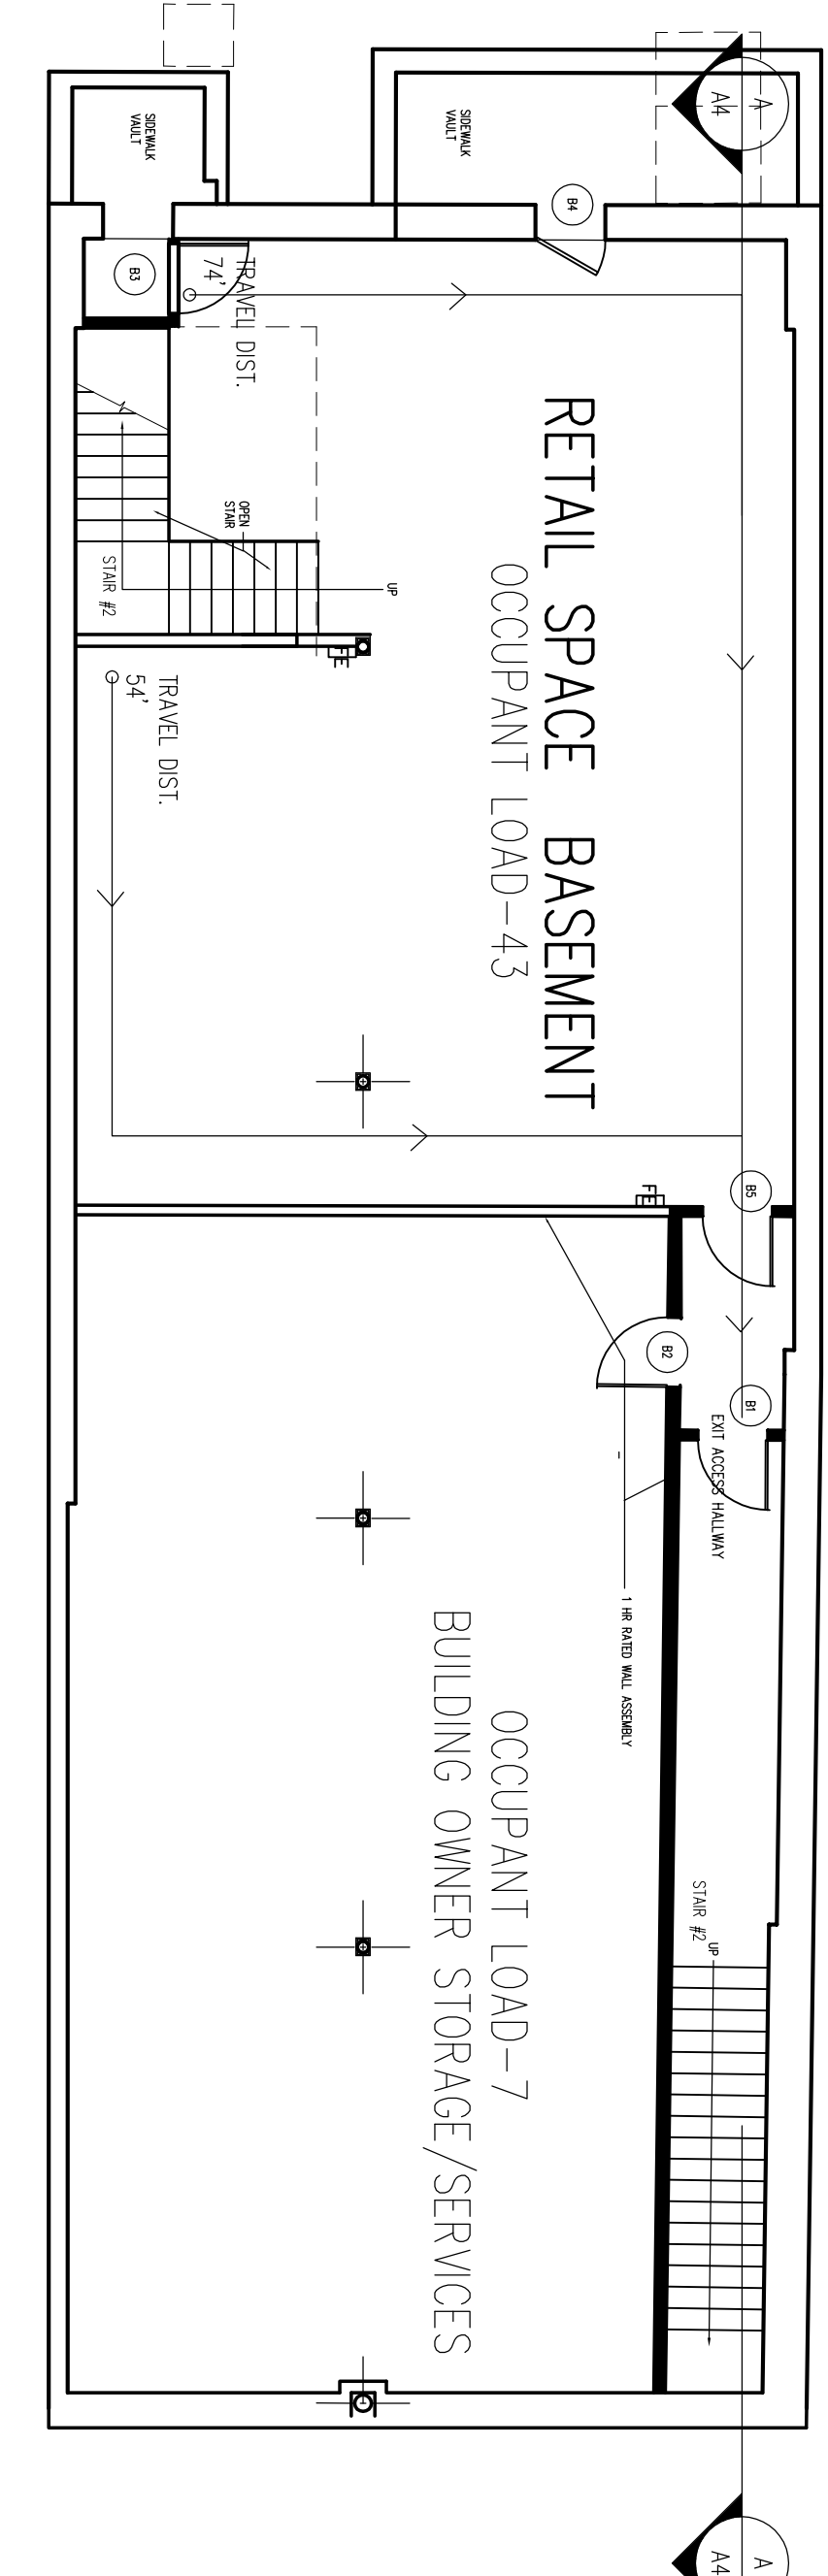 A
A4
SIDEWALK
VAULT
SIDEWALK
VAULT
B4
B3
TRAVEL DIST.
74'
RETAIL SPACE BASEMENT
OCCUPANT LOAD-43
OPEN
STAIR
UP
STAIR #2
FE
TRAVEL DIST.
54'
FE
B5
B2
B1
EXIT ACCESS HALLWAY
1 HR RATED WALL ASSEMBLY
OCCUPANT LOAD-7
BUILDING OWNER STORAGE/SERVICES
STAIR #2
UP
A
A4